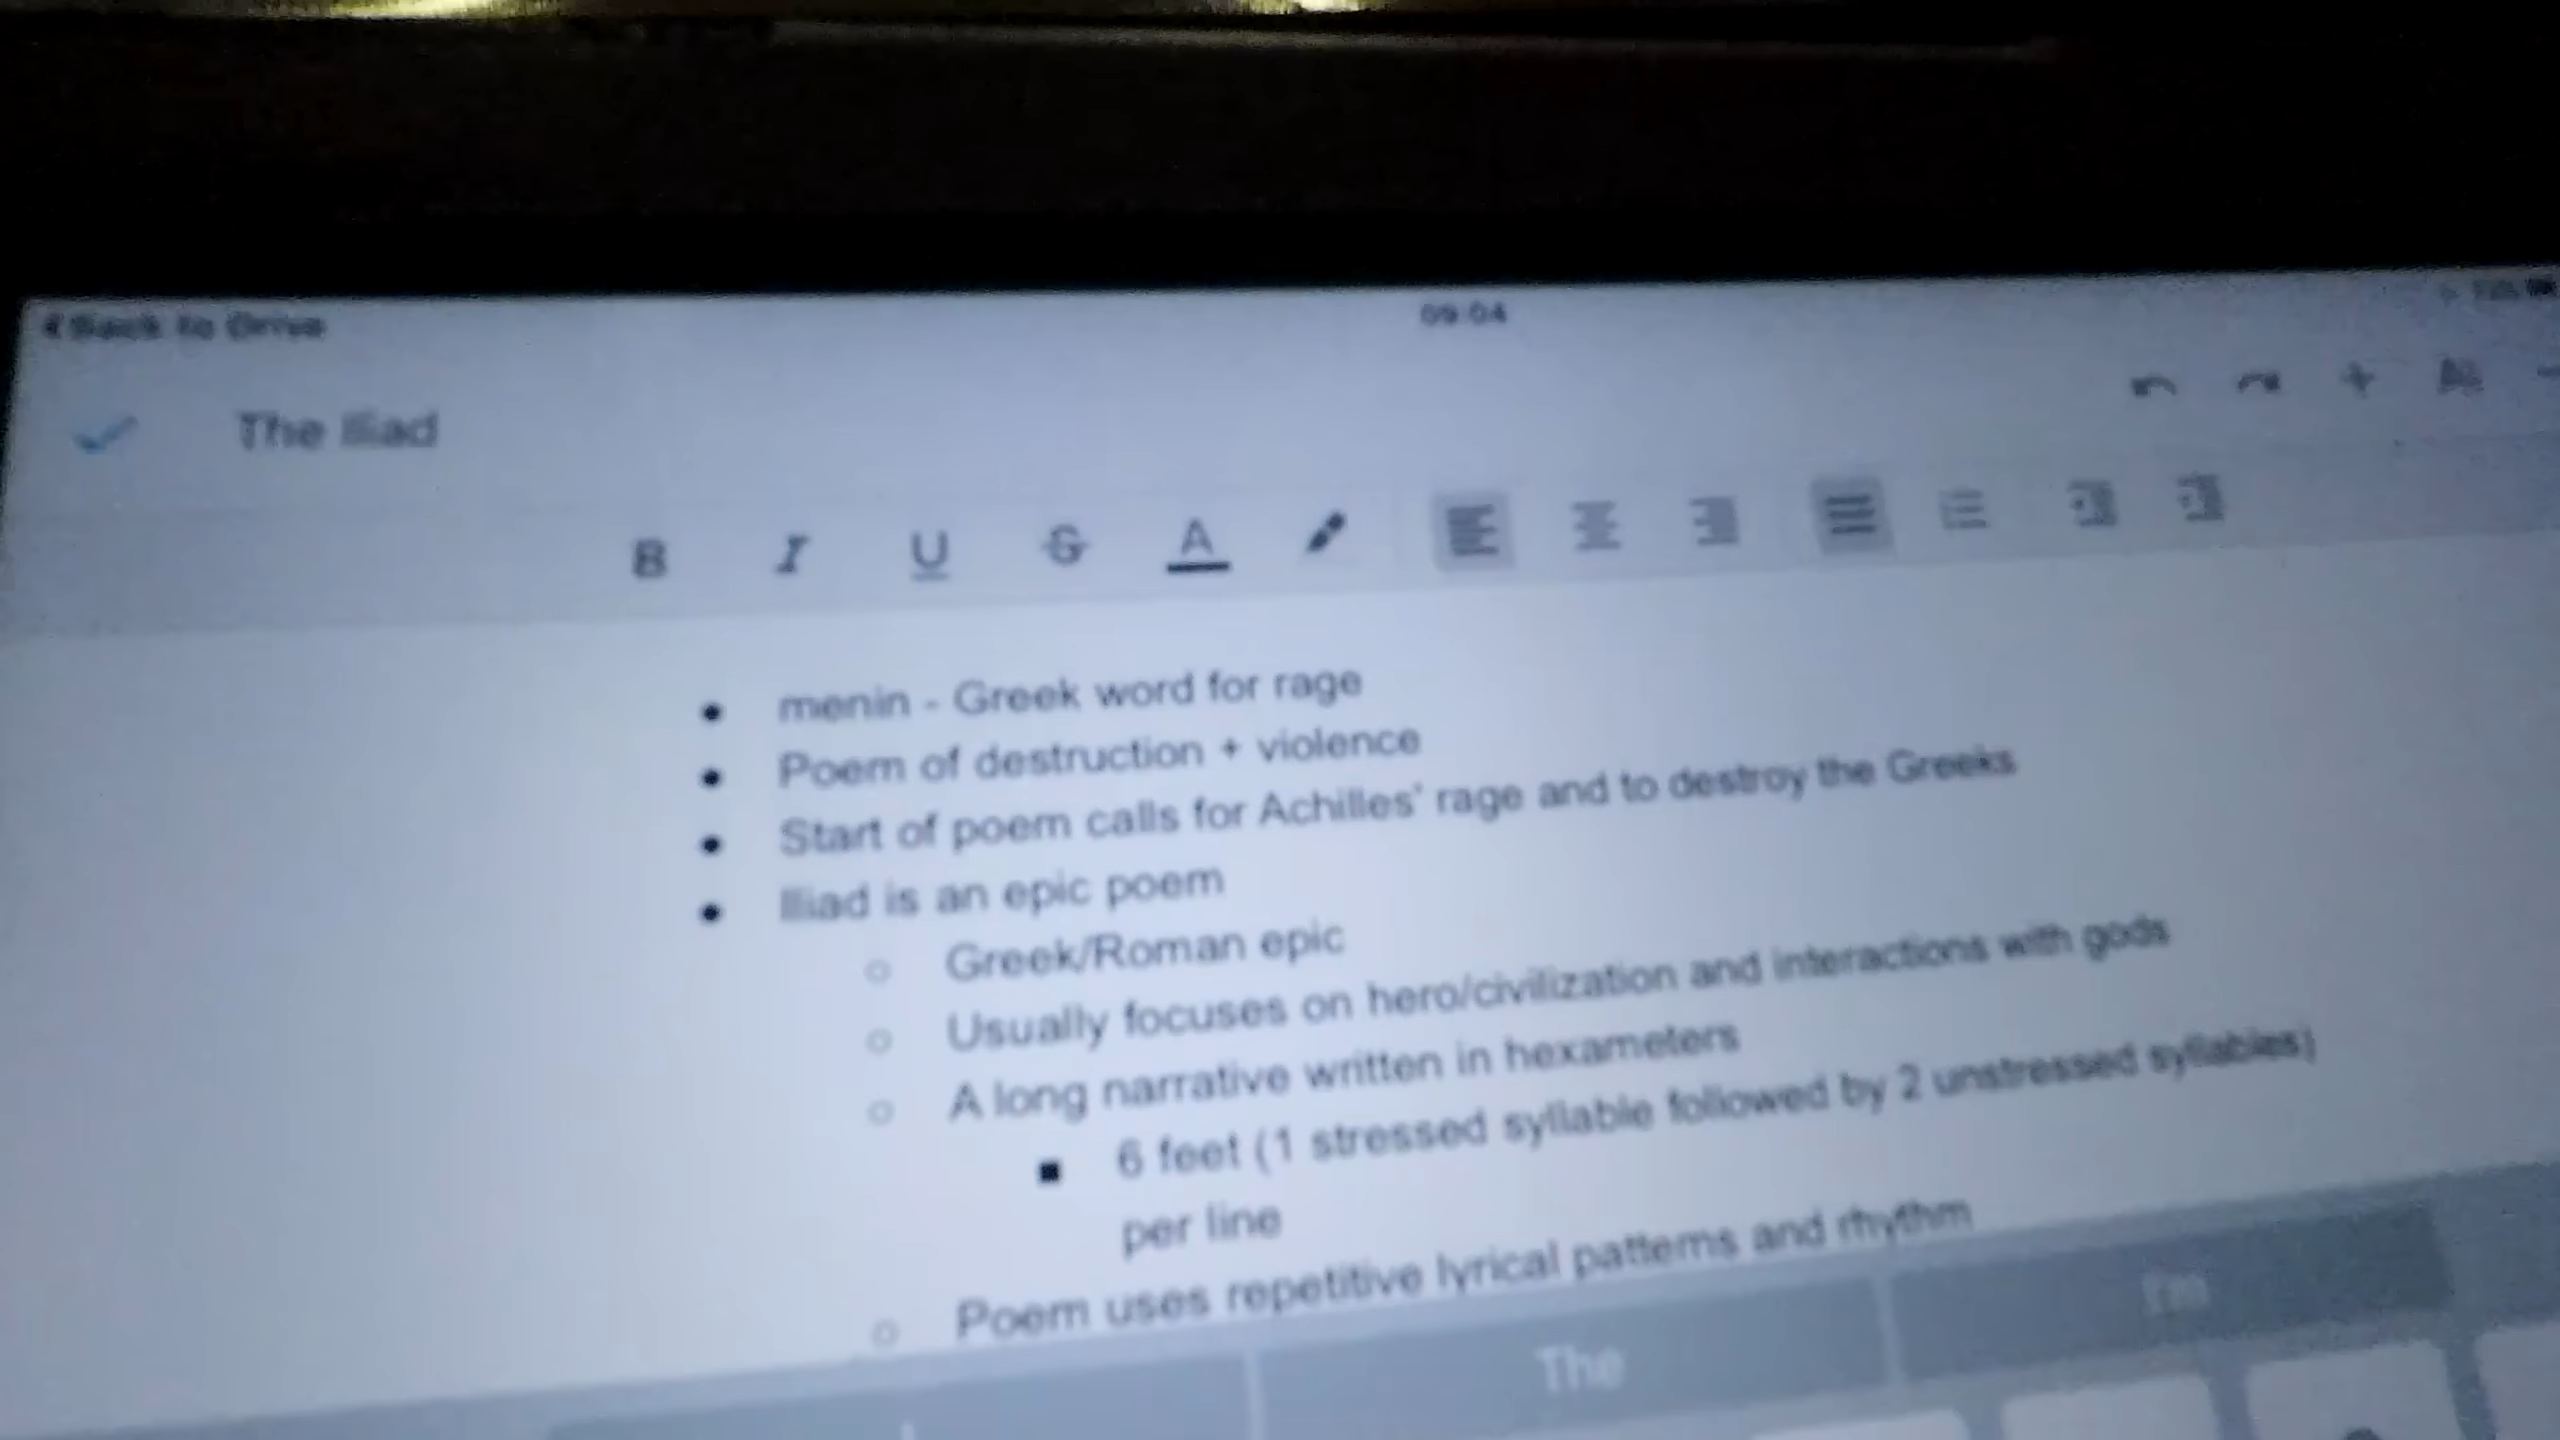 Back to Drive
09:04
The Iliad
B I U S A
menin - Greek word for rage
Poem of destruction + violence
Start of poem calls for Achilles' rage and to destroy the Greeks
Iliad is an epic poem
Greek/Roman epic
Usually focuses on hero/civilization and interactions with gods
A long narrative written in hexameters
6 feet (1 stressed syllable followed by 2 unstressed syllables)
per line
Poem uses repetitive lyrical patterns and rhythm
I The I'm